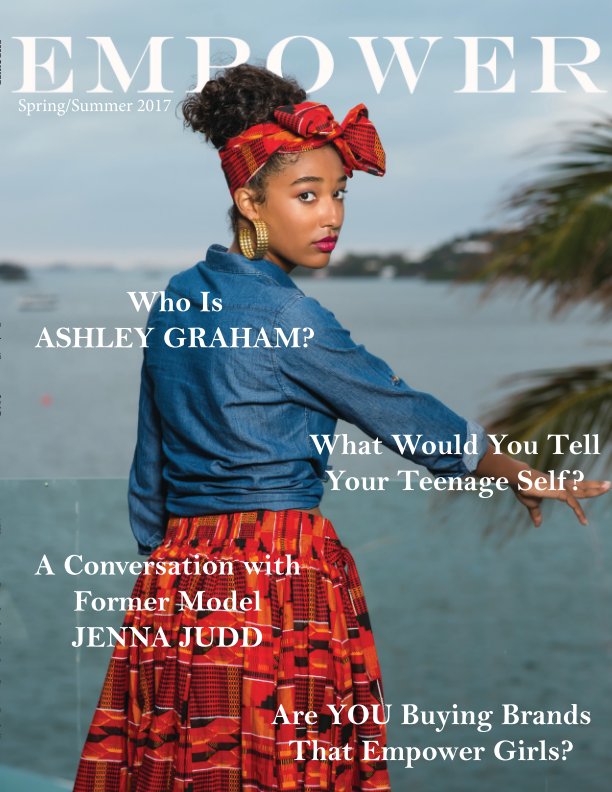 EMPOWER
Spring/Summer 2017
Who Is
ASHLEY GRAHAM?
What Would You Tell
Your Teenage Self?
A Conversation with
Former Model
JENNA JUDD
Are YOU Buying Brands
That Empower Girls?